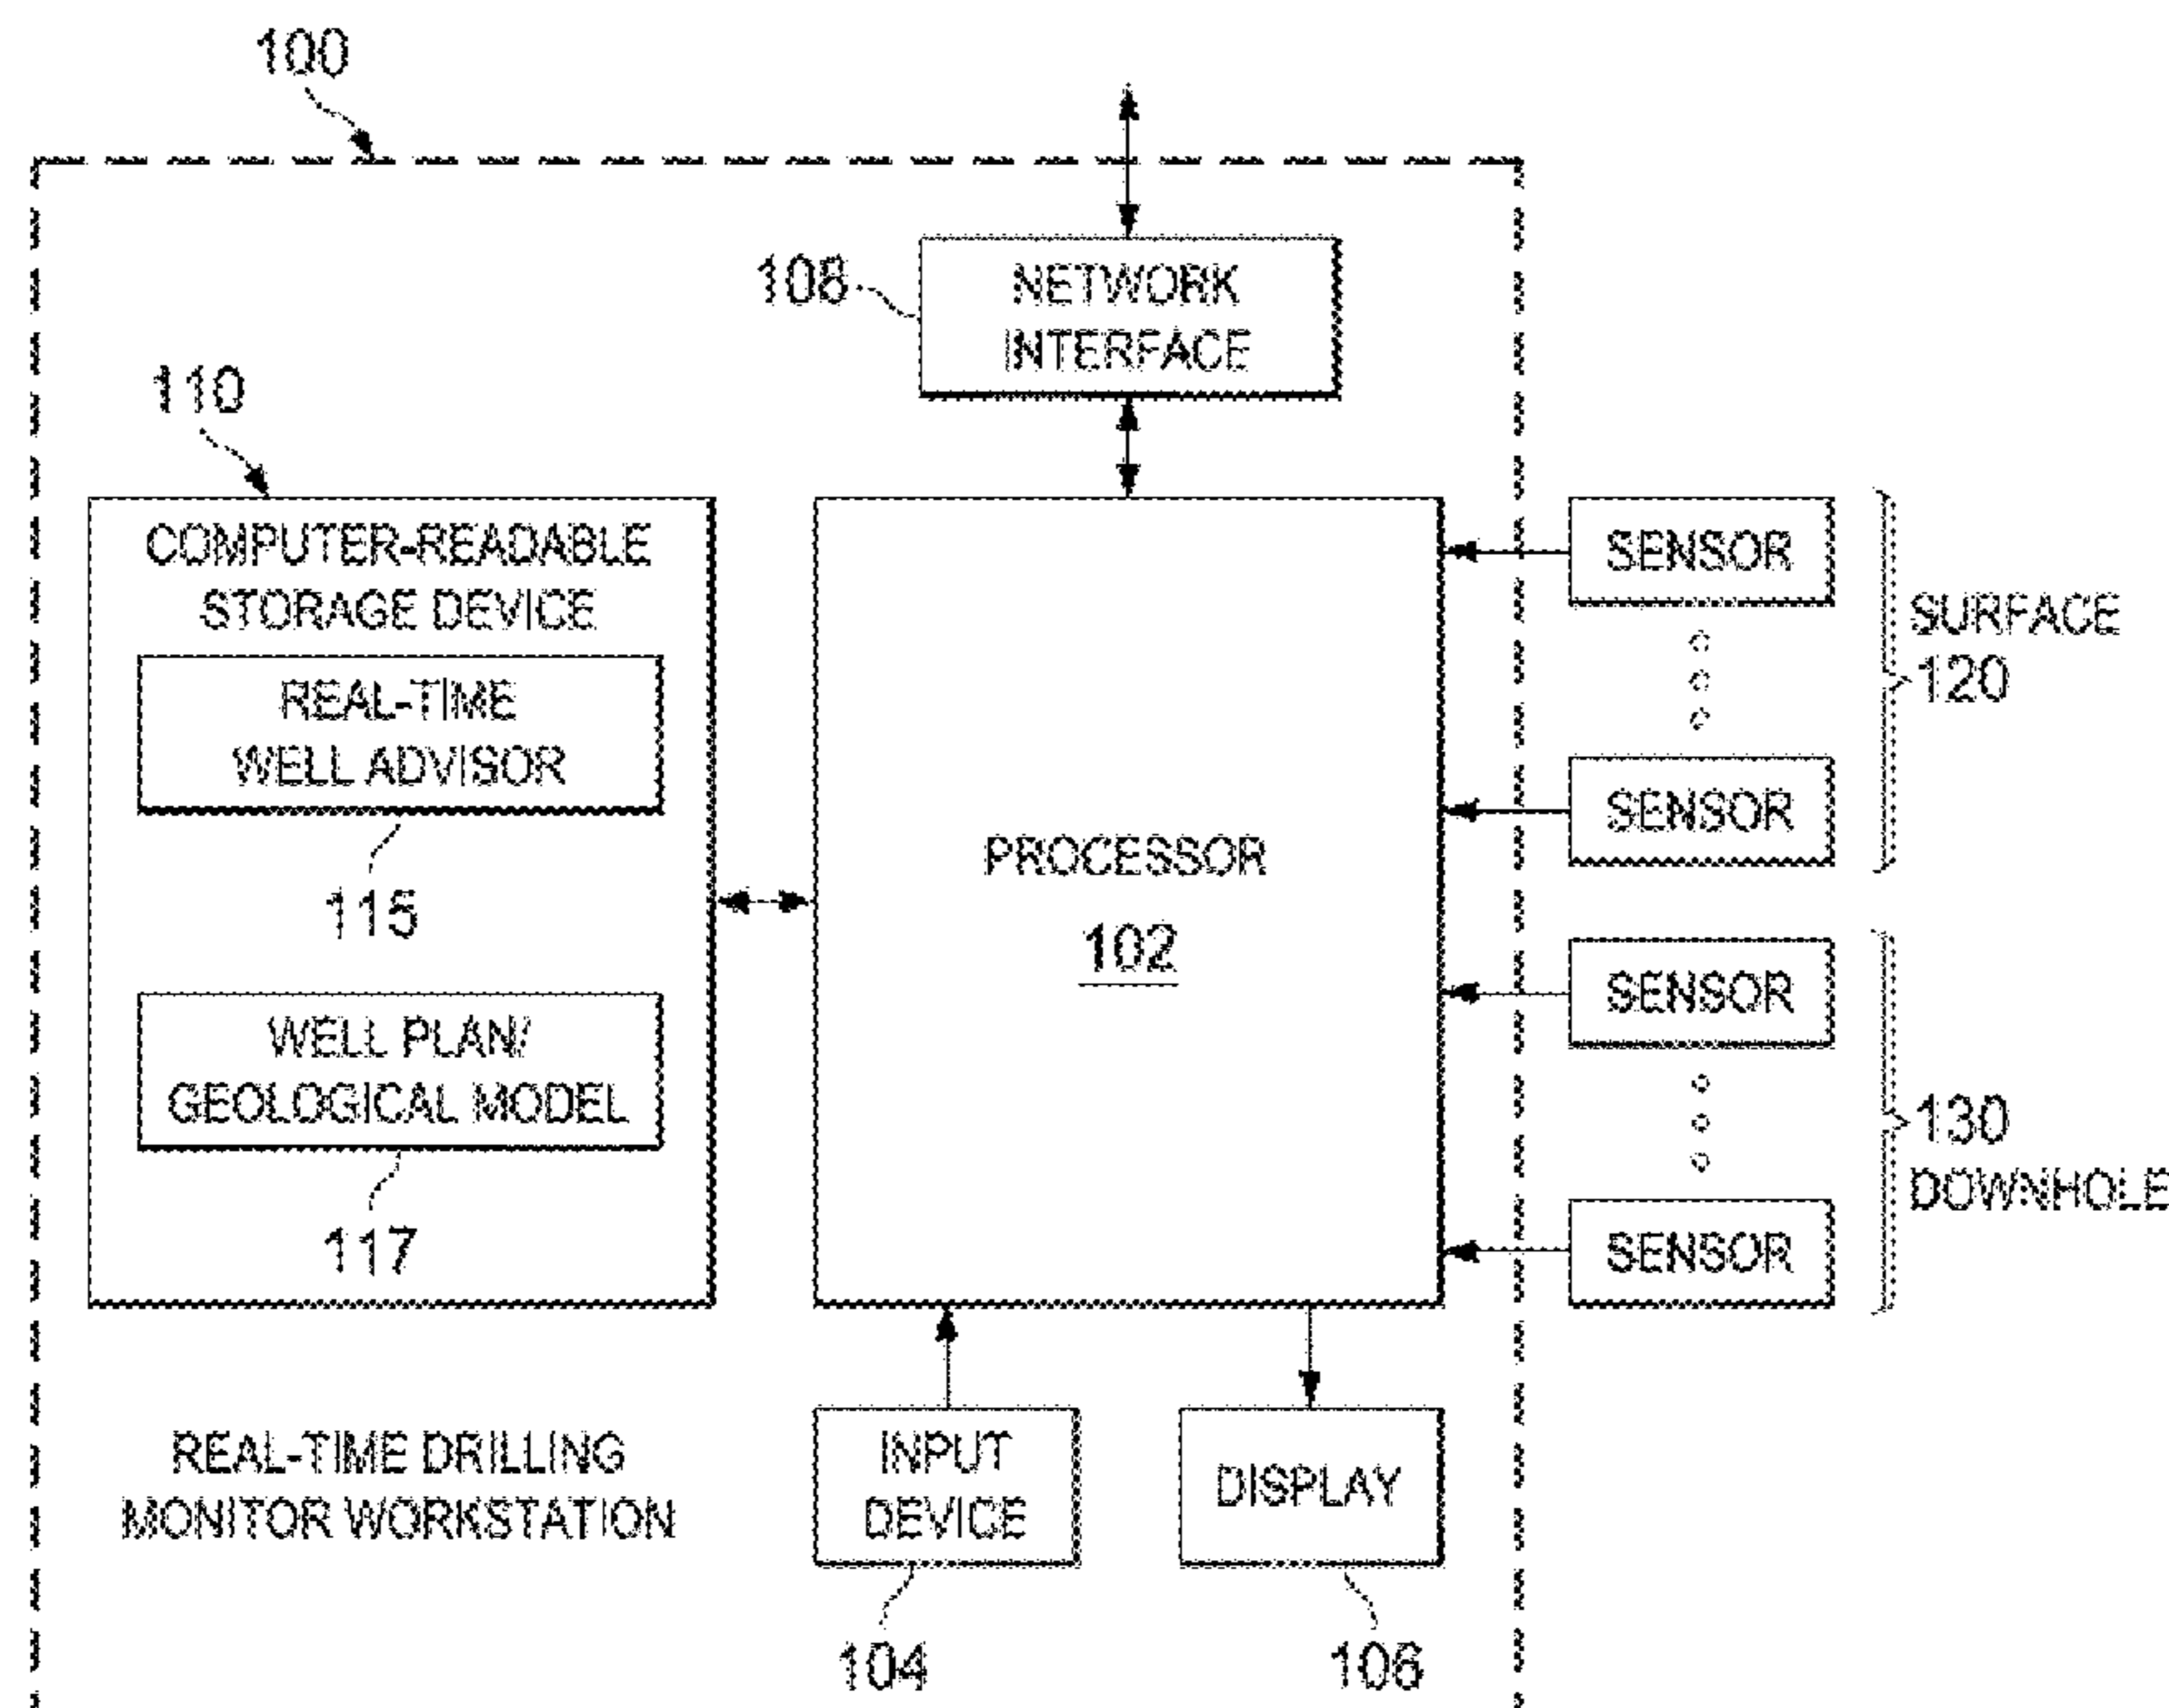 100
108
NETWORK
INTERFACE
110
COMPUTER-READABLE
STORAGE DEVICE
REAL-TIME
WELL ADVISOR
115
WELL PLAN/
GEOLOGICAL MODEL
117
PROCESSOR
102
SENSOR
SENSOR
SURFACE
120
SENSOR
SENSOR
130
DOWNHOLE
REAL-TIME DRILLING
MONITOR WORKSTATION
INPUT
DEVICE
104
DISPLAY
106